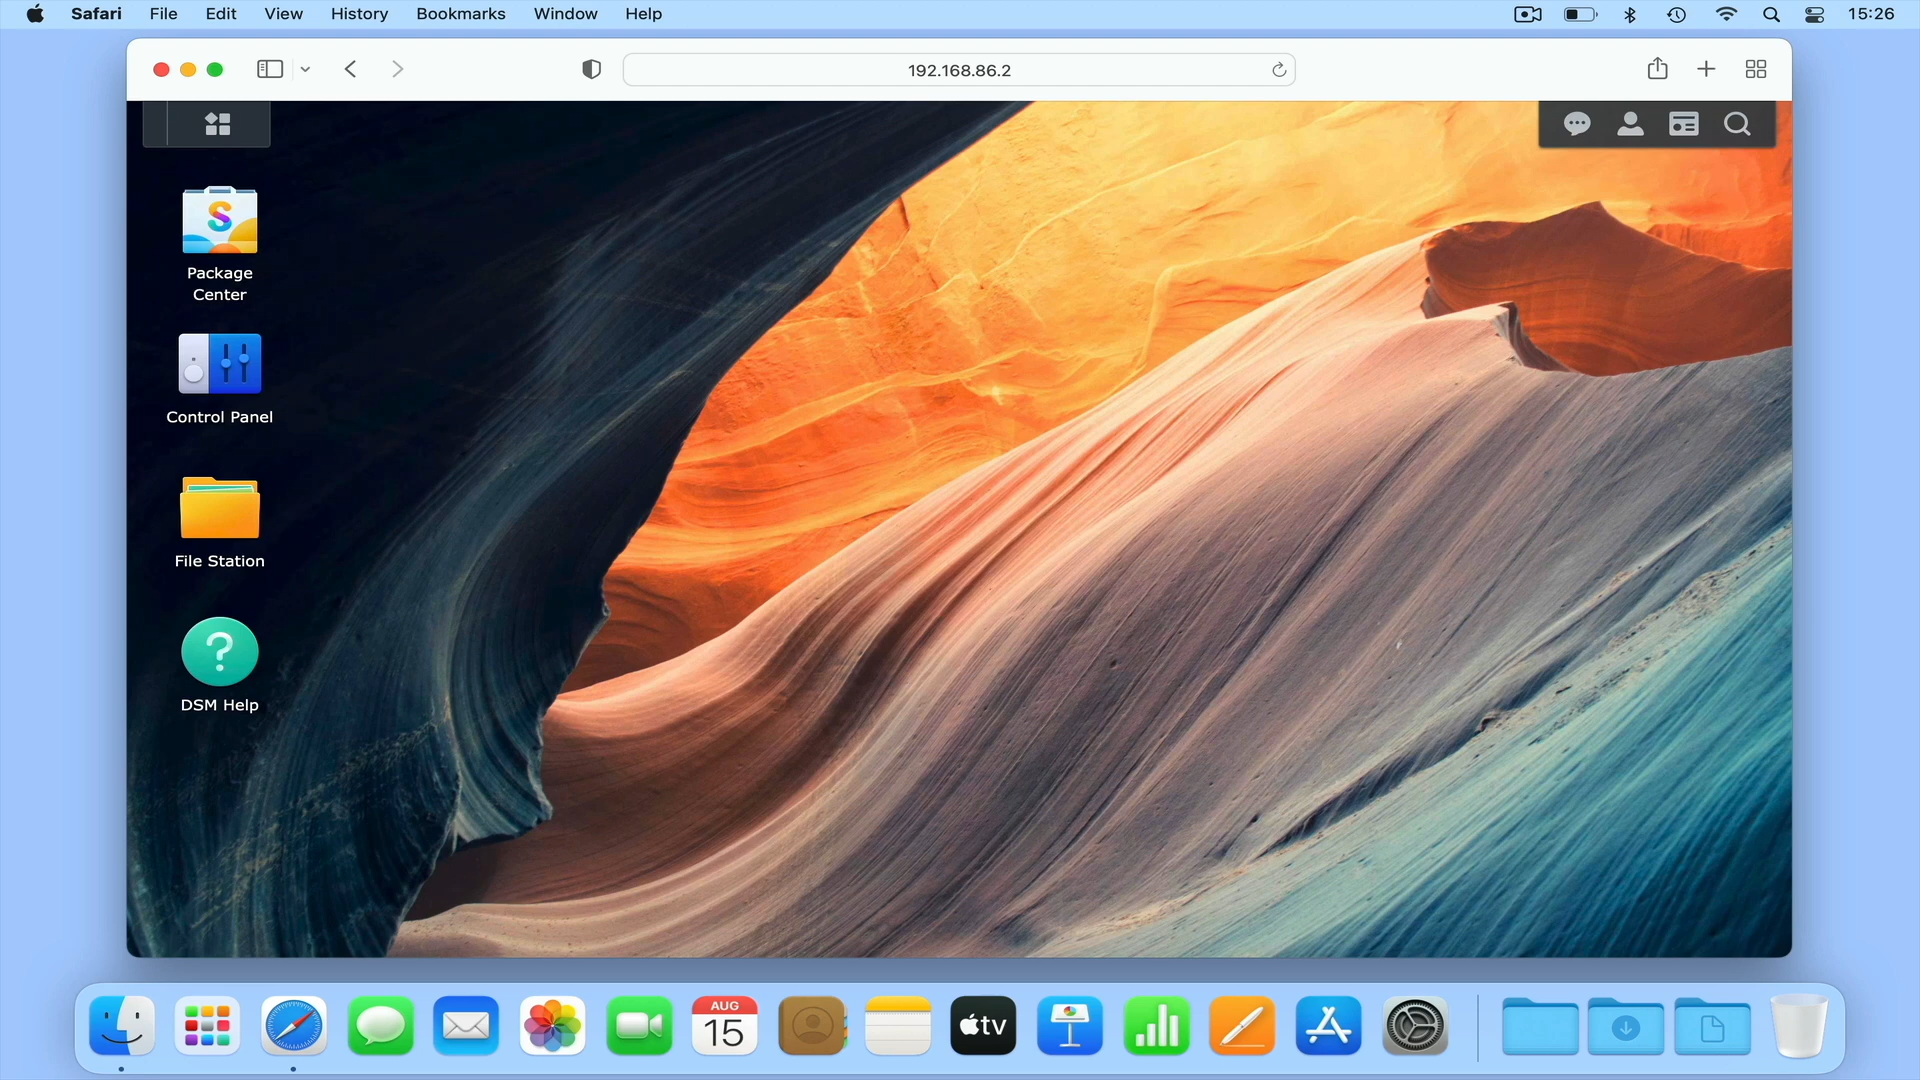 Safari File Edit View History Bookmarks Window Help 15:26
192.168.86.2
S
Package
Center
Control Panel
File Station
?
DSM Help
AUG
15
tv